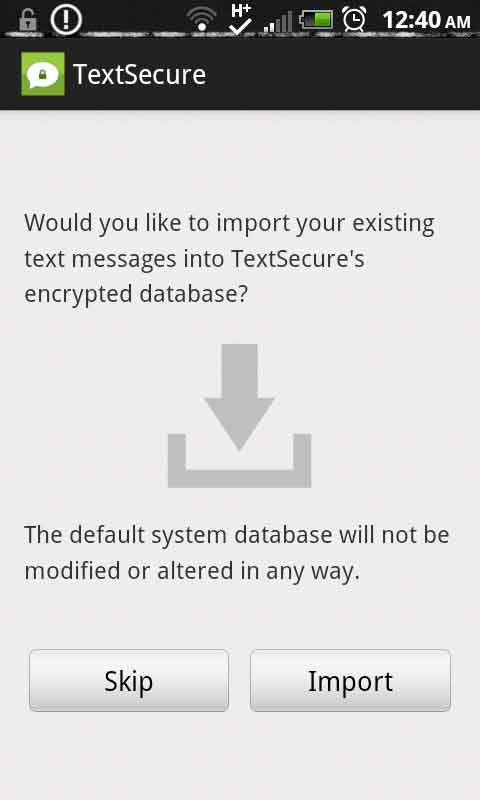 H+
12:40 AM
TextSecure
Would you like to import your existing
text messages into TextSecure's
encrypted database?
The default system database will not be
modified or altered in any way.
Skip
Import